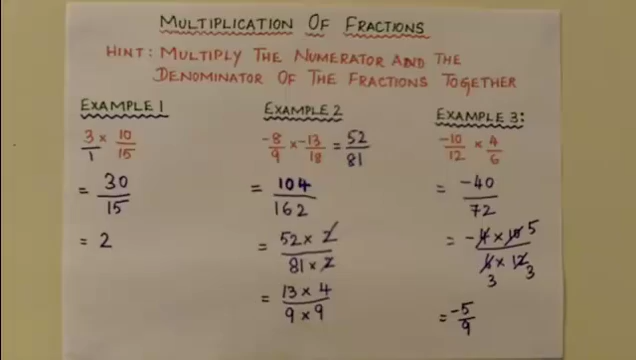 MULTIPLICATION OF FRACTIONS
HINT: MULTIPLY THE NUMERATOR AND THE
DENOMINATOR OF THE FRACTIONS TOGETHER
EXAMPLE 1
3/1 × 10/15
= 30/15
= 2
EXAMPLE 2
-8/9 × -13/18 = 52/81
= 104/162
= 52 × 2 / 81 × 2
= 13 × 4 / 9 × 9
EXAMPLE 3:
-10/12 × 4/6
= -40/72
= -4 × 10 5 / 6 × 12
3 3
= -5/9